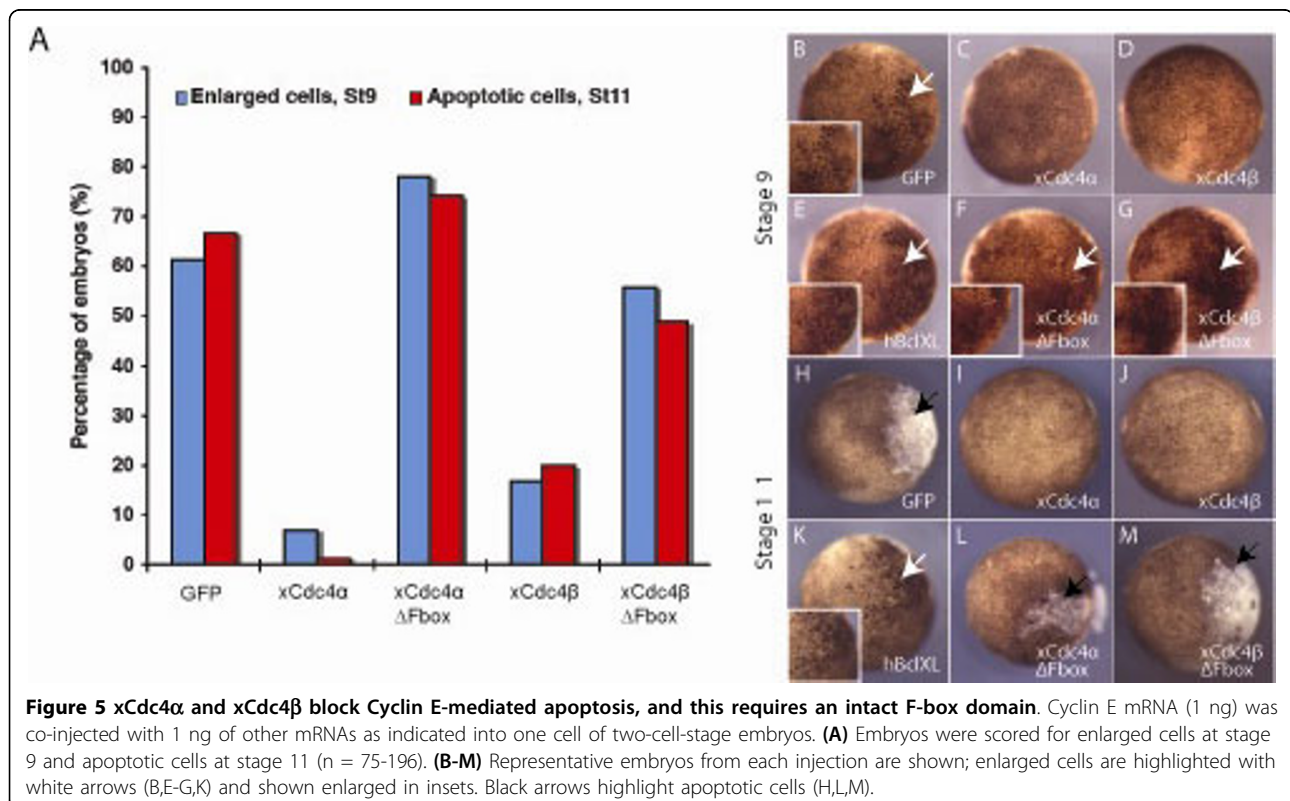 A
Percentage of embryos (%)
100
90
80
70
60
50
40
30
20
10
0
Enlarged cells, St9
Apoptotic cells, St11
GFP
xCdc4α
xCdc4α
ΔFbox
xCdc4β
xCdc4β
ΔFbox
Stage 9
B
GFP
C
xCdc4α
D
xCdc4β
E
hBclXL
F
xCdc4α
ΔFbox
G
xCdc4β
ΔFbox
Stage 1 1
H
GFP
I
xCdc4α
J
xCdc4β
K
hBclXL
L
xCdc4α
ΔFbox
M
xCdc4β
ΔFbox
Figure 5 xCdc4α and xCdc4β block Cyclin E-mediated apoptosis, and this requires an intact F-box domain. Cyclin E mRNA (1 ng) was
co-injected with 1 ng of other mRNAs as indicated into one cell of two-cell-stage embryos. (A) Embryos were scored for enlarged cells at stage
9 and apoptotic cells at stage 11 (n = 75-196). (B-M) Representative embryos from each injection are shown; enlarged cells are highlighted with
white arrows (B,E-G,K) and shown enlarged in insets. Black arrows highlight apoptotic cells (H,L,M).